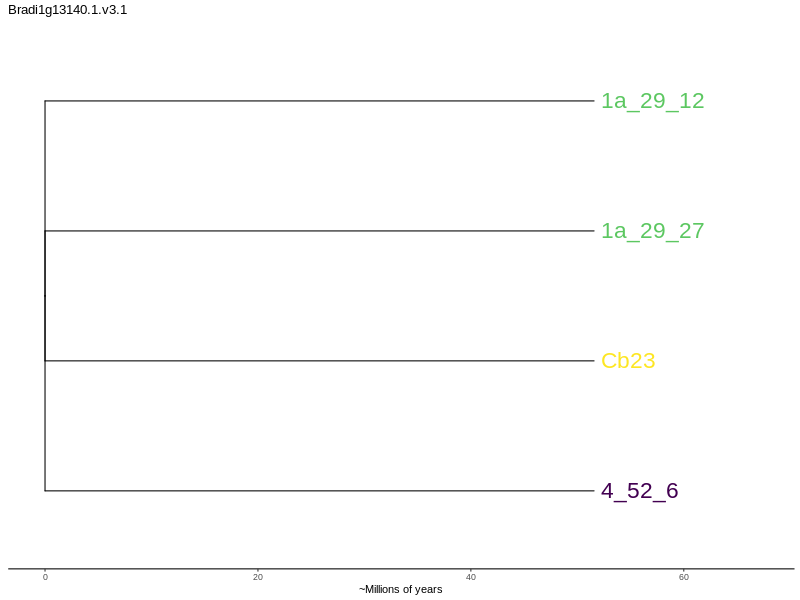 Bradi1g13140.1.v3.1
1a_29_12
1a_29_27
Cb23
4_52_6
0 20 40 60
~Millions of years